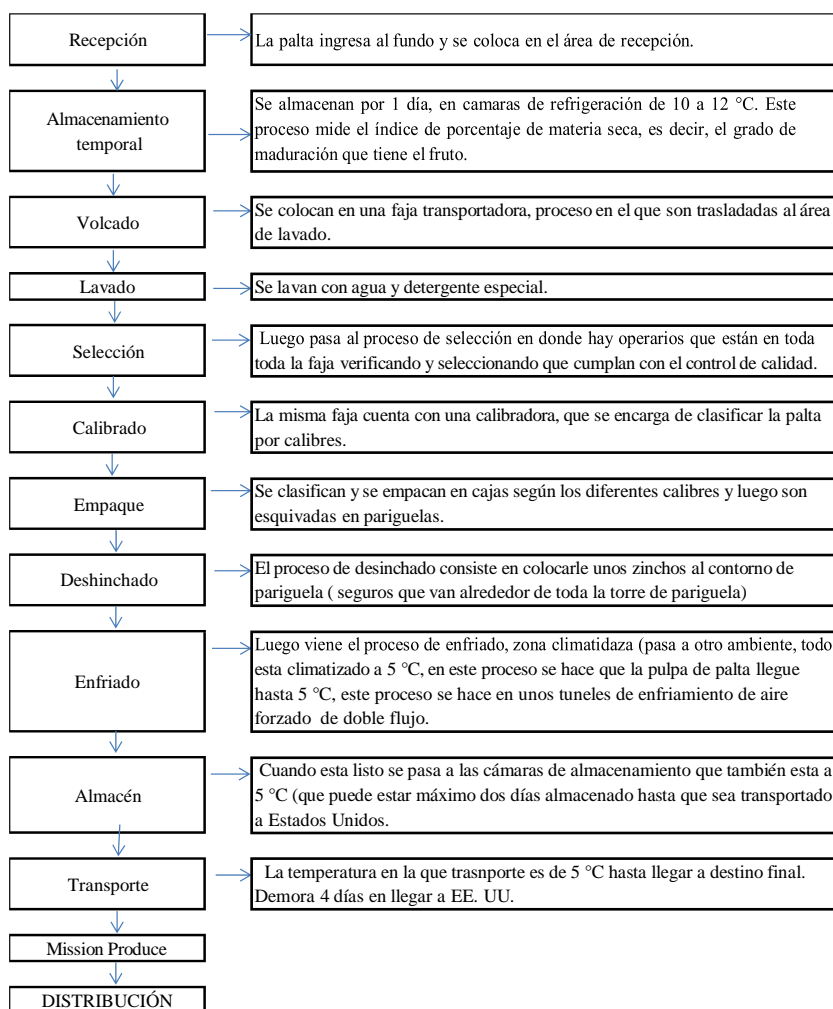 Recepción
La palta ingresa al fundo y se coloca en el área de recepción.
Almacenamiento
temporal
Se almacenan por 1 día, en camaras de refrigeración de 10 a 12 °C. Este
proceso mide el índice de porcentaje de materia seca, es decir, el grado de
maduración que tiene el fruto.
Volcado
Se colocan en una faja transportadora, proceso en el que son trasladadas al área
de lavado.
Lavado
Se lavan con agua y detergente especial.
Selección
Luego pasa al proceso de selección en donde hay operarios que están en toda
toda la faja verificando y seleccionando que cumplan con el control de calidad.
Calibrado
La misma faja cuenta con una calibradora, que se encarga de clasificar la palta
por calibres.
Empaque
Se clasifican y se empacan en cajas según los diferentes calibres y luego son
esquivadas en pariguelas.
Deshinchado
El proceso de desinchado consiste en colocarle unos zinchos al contorno de
pariguela ( seguros que van alrededor de toda la torre de pariguela)
Enfriado
Luego viene el proceso de enfriado, zona climatidaza (pasa a otro ambiente, todo
esta climatizado a 5 °C, en este proceso se hace que la pulpa de palta llegue
hasta 5 °C, este proceso se hace en unos tuneles de enfriamiento de aire
forzado de doble flujo.
Almacén
Cuando esta listo se pasa a las cámaras de almacenamiento que también esta a
5 °C (que puede estar máximo dos días almacenado hasta que sea transportado
a Estados Unidos.
Transporte
La temperatura en la que trasnporte es de 5 °C hasta llegar a destino final.
Demora 4 días en llegar a EE. UU.
Mission Produce
DISTRIBUCIÓN